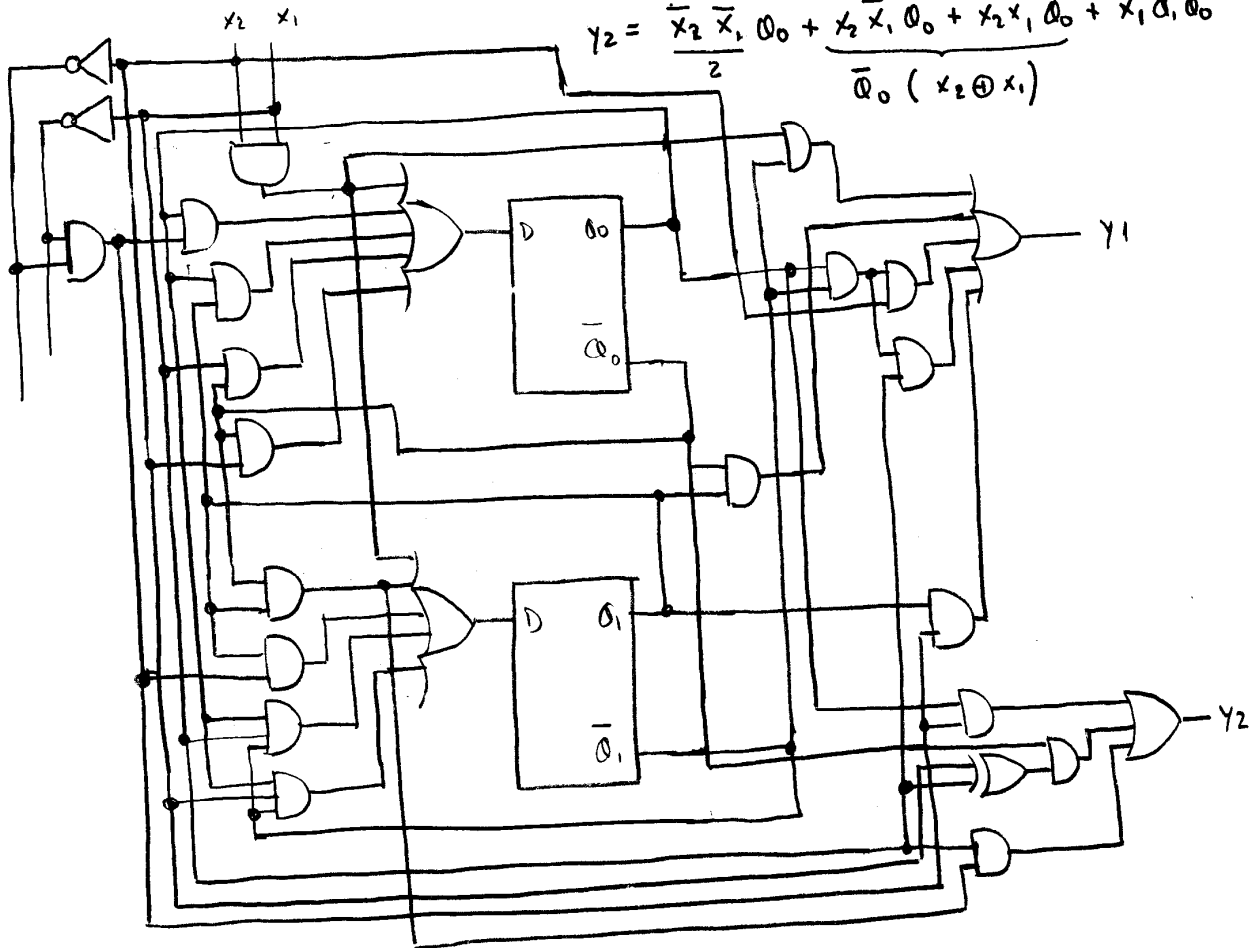 x₂ x₁
y₂ = x̄₂ x̄₁ Q₀ + x₂ x̄₁ Q₀ + x₂ x₁ Q₀ + x₁ Q₁ Q₀
2
Q̄₀ ( x₂ ⊕ x₁ )
D Q₀
Q̄₀
Y1
D Q₁
Q̄₁
Y2